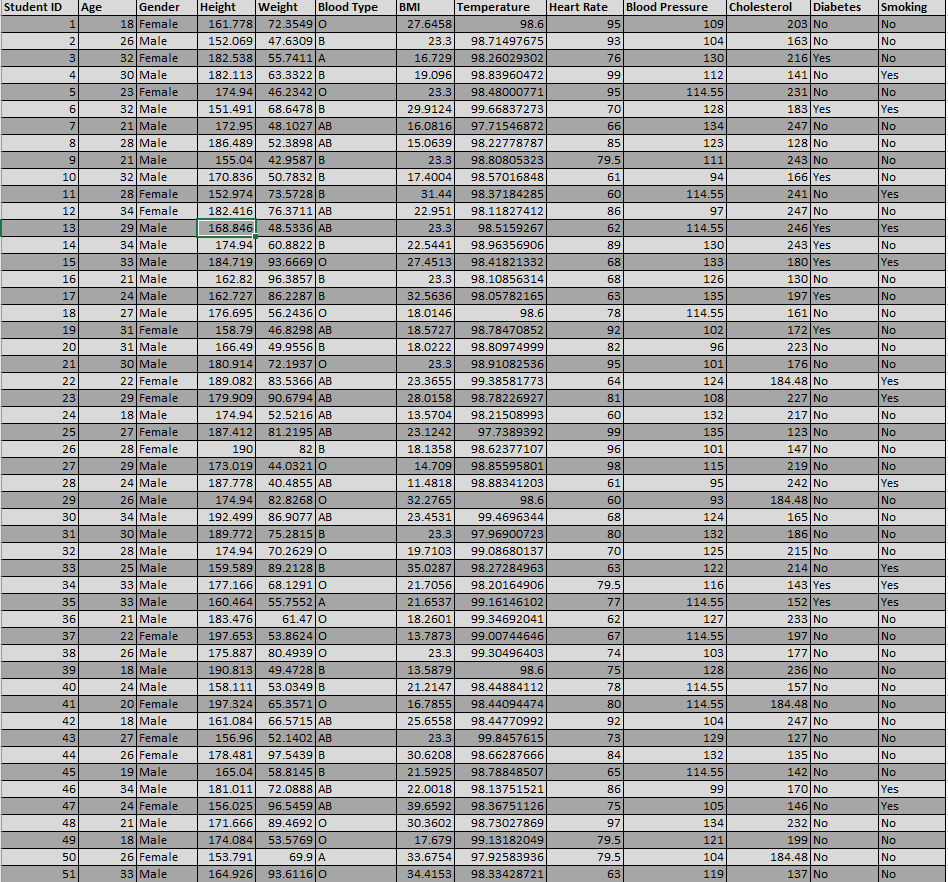 Student ID Age Gender Height Weight Blood Type BMI Temperature Heart Rate Blood Pressure Cholesterol Diabetes Smoking
1 18 Female 161.778 72.3549 O 27.6458 98.6 95 109 203 No No
2 26 Male 152.069 47.6309 B 23.3 98.71497675 93 104 163 No No
3 32 Female 182.538 55.7411 A 16.729 98.26029302 76 130 216 Yes No
4 30 Male 182.113 63.3322 B 19.096 98.83960472 99 112 141 No Yes
5 23 Female 174.94 46.2342 O 23.3 98.48000771 95 114.55 231 No No
6 32 Male 151.491 68.6478 B 29.9124 99.66837273 70 128 183 Yes Yes
7 21 Male 172.95 48.1027 AB 16.0816 97.71546872 66 134 247 No No
8 28 Male 186.489 52.3898 AB 15.0639 98.22778787 85 123 128 No No
9 21 Male 155.04 42.9587 B 23.3 98.80805323 79.5 111 243 No No
10 32 Male 170.836 50.7832 B 17.4004 98.57016848 61 94 166 Yes No
11 28 Female 152.974 73.5728 B 31.44 98.37184285 60 114.55 241 No Yes
12 34 Female 182.416 76.3711 AB 22.951 98.11827412 86 97 247 No No
13 29 Male 168.846 48.5336 AB 23.3 98.5159267 62 114.55 246 Yes Yes
14 34 Male 174.94 60.8822 B 22.5441 98.96356906 89 130 243 Yes No
15 33 Male 184.719 93.6669 O 27.4513 98.41821332 68 133 180 Yes Yes
16 21 Male 162.82 96.3857 B 23.3 98.10856314 68 126 130 No No
17 24 Male 162.727 86.2287 B 32.5636 98.05782165 63 135 197 Yes No
18 27 Male 176.695 56.2436 O 18.0146 98.6 78 114.55 161 No No
19 31 Female 158.79 46.8298 AB 18.5727 98.78470852 92 102 172 Yes No
20 31 Male 166.49 49.9556 B 18.0222 98.80974999 82 96 223 No No
21 30 Male 180.914 72.1937 O 23.3 98.91082536 95 101 176 No No
22 22 Female 189.082 83.5366 AB 23.3655 99.38581773 64 124 184.48 No Yes
23 29 Female 179.909 90.6794 AB 28.0158 98.78226927 81 108 227 No Yes
24 18 Male 174.94 52.5216 AB 13.5704 98.21508993 60 132 217 No No
25 27 Female 187.412 81.2195 AB 23.1242 97.7389392 99 135 123 No No
26 28 Female 190 82 B 18.1358 98.62377107 96 101 147 No No
27 29 Male 173.019 44.0321 O 14.709 98.85595801 98 115 219 No No
28 24 Male 187.778 40.4855 AB 11.4818 98.88341203 61 95 242 No Yes
29 26 Male 174.94 82.8268 O 32.2765 98.6 60 93 184.48 No No
30 34 Male 192.499 86.9077 AB 23.4531 99.4696344 68 124 165 No No
31 30 Male 189.772 75.2815 B 23.3 97.96900723 80 132 186 No No
32 28 Male 174.94 70.2629 O 19.7103 99.08680137 70 125 215 No No
33 25 Male 159.589 89.2128 B 35.0287 98.27284963 63 122 214 No Yes
34 33 Male 177.166 68.1291 O 21.7056 98.20164906 79.5 116 143 Yes Yes
35 33 Male 160.464 55.7552 A 21.6537 99.16146102 77 114.55 152 Yes Yes
36 21 Male 183.476 61.47 O 18.2601 99.34692041 62 127 233 No No
37 22 Female 197.653 53.8624 O 13.7873 99.00744646 67 114.55 197 No No
38 26 Male 175.887 80.4939 O 23.3 99.30496403 74 103 177 No No
39 18 Male 190.813 49.4728 B 13.5879 98.6 75 128 236 No No
40 24 Male 158.111 53.0349 B 21.2147 98.44884112 78 114.55 157 No No
41 20 Female 197.324 65.3571 O 16.7855 98.44094474 80 114.55 184.48 No No
42 18 Male 161.084 66.5715 AB 25.6558 98.44770992 92 104 247 No No
43 27 Female 156.96 52.1402 AB 23.3 99.8457615 73 129 127 No No
44 26 Female 178.481 97.5439 B 30.6208 98.66287666 84 132 135 No No
45 19 Male 165.04 58.8145 B 21.5925 98.78848507 65 114.55 142 No No
46 34 Male 181.011 72.0888 AB 22.0018 98.13751521 86 99 170 No Yes
47 24 Female 156.025 96.5459 AB 39.6592 98.36751126 75 105 146 No Yes
48 21 Male 171.666 89.4692 O 30.3602 98.73027869 97 134 232 No No
49 18 Male 174.084 53.5769 O 17.679 99.13182049 79.5 121 199 No No
50 26 Female 153.791 69.9 A 33.6754 97.92583936 79.5 104 184.48 No No
51 33 Male 164.926 93.6116 O 34.4153 98.33428721 63 119 137 No No